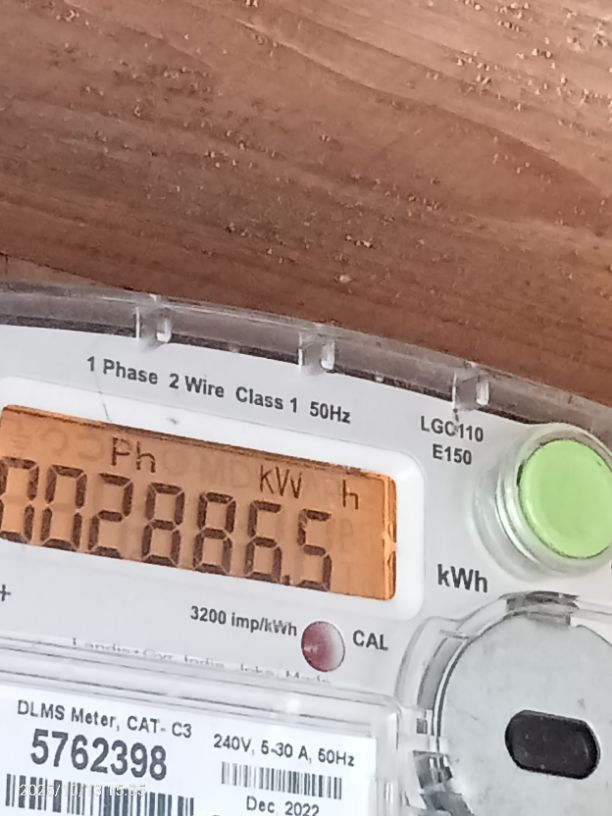 1 Phase 2 Wire Class 1 50Hz
LGC110
E150
Ph kW h
002886.5
kWh
+
3200 imp/kWh
CAL
DLMS Meter, CAT- C3
5762398
240V, 5-30 A, 50Hz
Dec. 2022